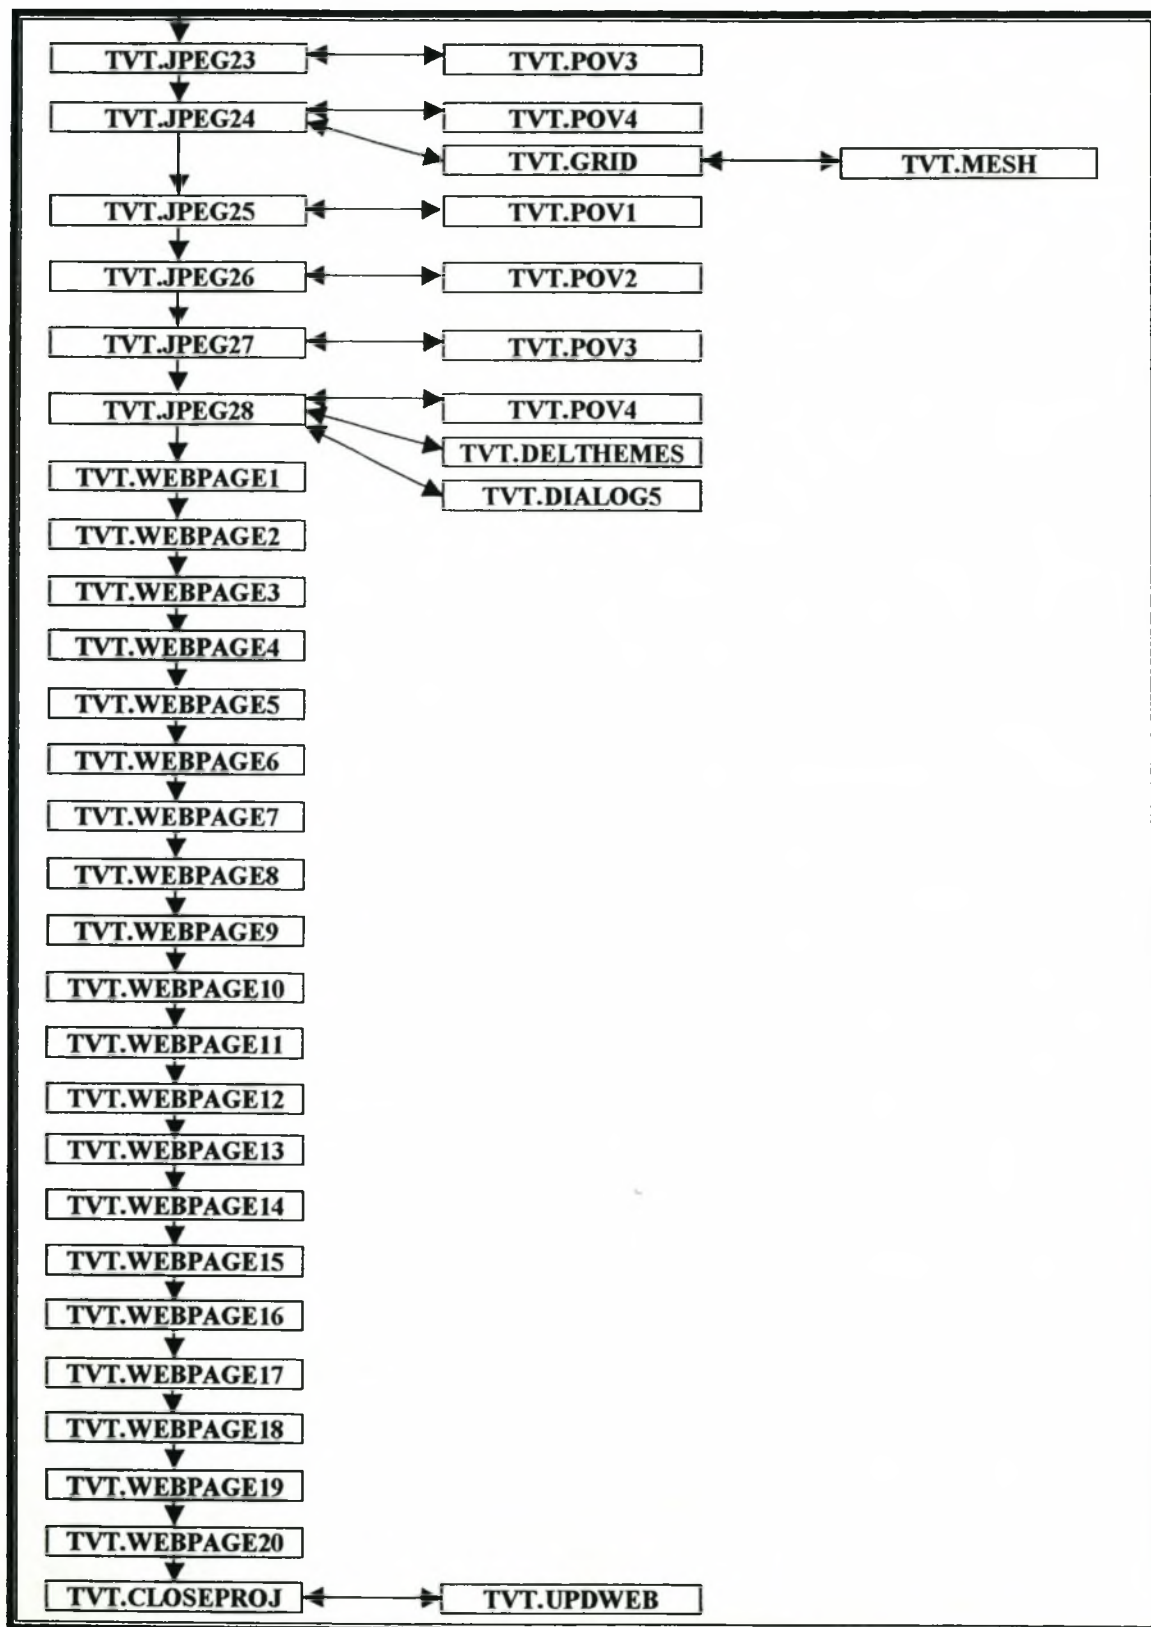 TVT.JPEG23 TVT.POV3
TVT.JPEG24 TVT.POV4
TVT.GRID TVT.MESH
TVT.JPEG25 TVT.POV1
TVT.JPEG26 TVT.POV2
TVT.JPEG27 TVT.POV3
TVT.JPEG28 TVT.POV4
TVT.DELTHEMES
TVT.WEBPAGE1
TVT.DIALOG5
TVT.WEBPAGE2
TVT.WEBPAGE3
TVT.WEBPAGE4
TVT.WEBPAGE5
TVT.WEBPAGE6
TVT.WEBPAGE7
TVT.WEBPAGE8
TVT.WEBPAGE9
TVT.WEBPAGE10
TVT.WEBPAGE11
TVT.WEBPAGE12
TVT.WEBPAGE13
TVT.WEBPAGE14
TVT.WEBPAGE15
TVT.WEBPAGE16
TVT.WEBPAGE17
TVT.WEBPAGE18
TVT.WEBPAGE19
TVT.WEBPAGE20
TVT.CLOSEPROJ TVT.UPDWEB